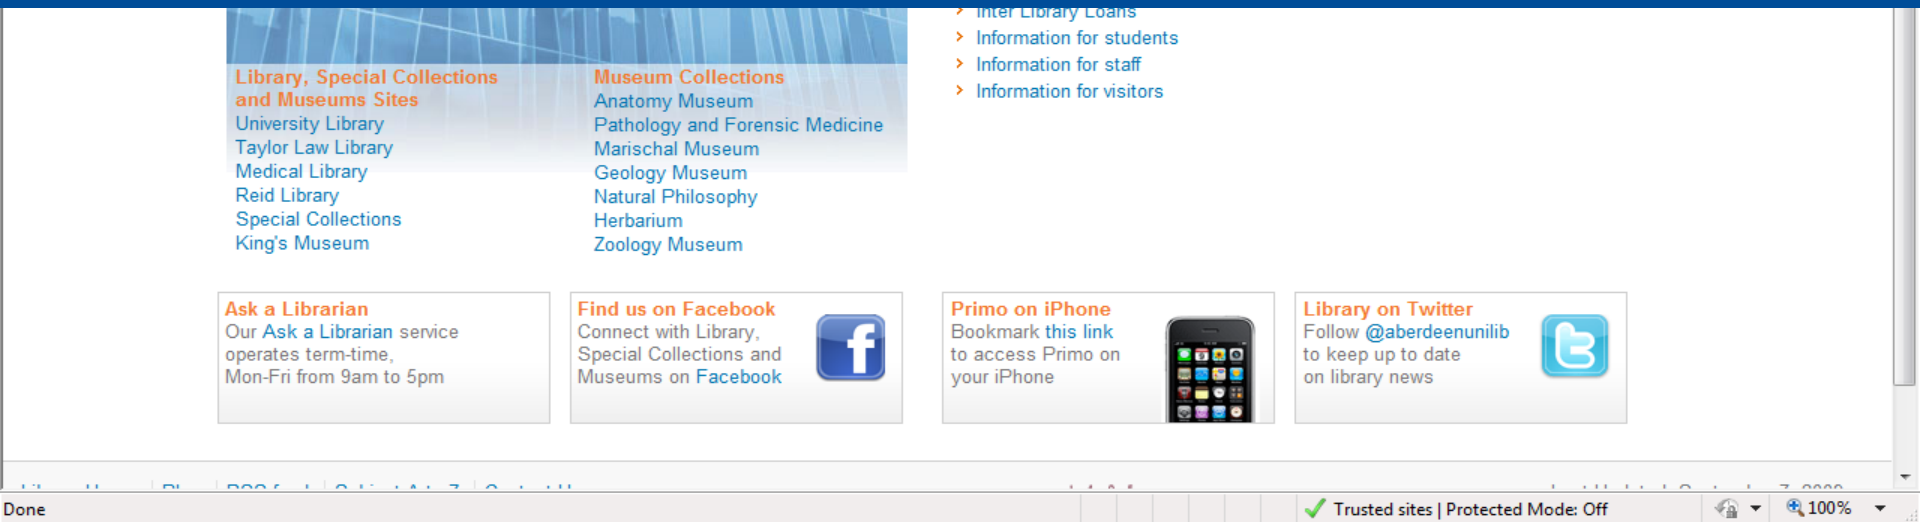 Library, Special Collections
and Museums Sites
University Library
Taylor Law Library
Medical Library
Reid Library
Special Collections
King's Museum
Museum Collections
Anatomy Museum
Pathology and Forensic Medicine
Marischal Museum
Geology Museum
Natural Philosophy
Herbarium
Zoology Museum
Inter Library Loans
Information for students
Information for staff
Information for visitors
Ask a Librarian
Our Ask a Librarian service
operates term-time,
Mon-Fri from 9am to 5pm
Find us on Facebook
Connect with Library,
Special Collections and
Museums on Facebook
Primo on iPhone
Bookmark this link
to access Primo on
your iPhone
Library on Twitter
Follow @aberdeenunilib
to keep up to date
on library news
Done
Trusted sites | Protected Mode: Off
100%